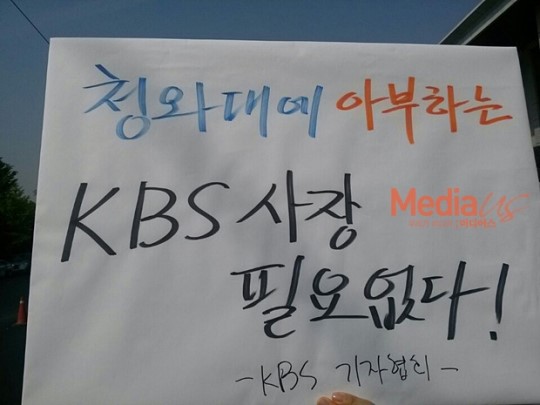 청와대에 아부하는
KBS 사장
Mediaus
필요없다!
-KBS 기자협회-